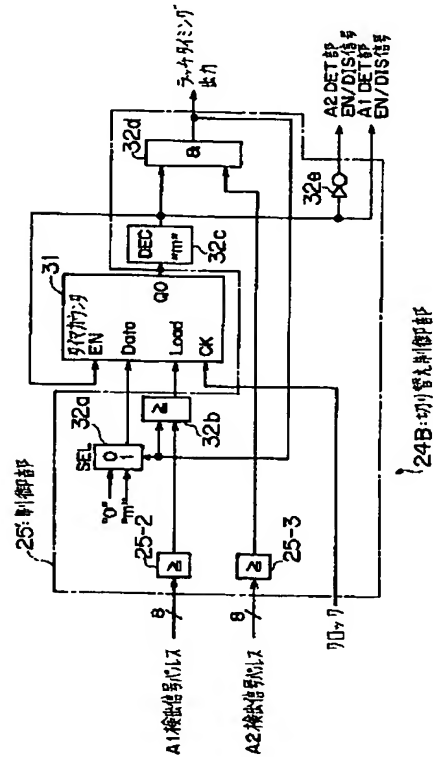 25':制御部
SEL
32a
"0"
"m"
0
1
31
タイマカウンタ
EN
Data
Load
CK
QO
DEC
"m"
32c
32d
&
ラッチタイミング
出力
≥
32b
25-2
≥
A1検出信号パルス
8
25-3
≥
A2検出信号パルス
8
クロック
32e
A2 DET部
EN/DIS信号
A1 DET部
EN/DIS信号
24B:切り替え制御部